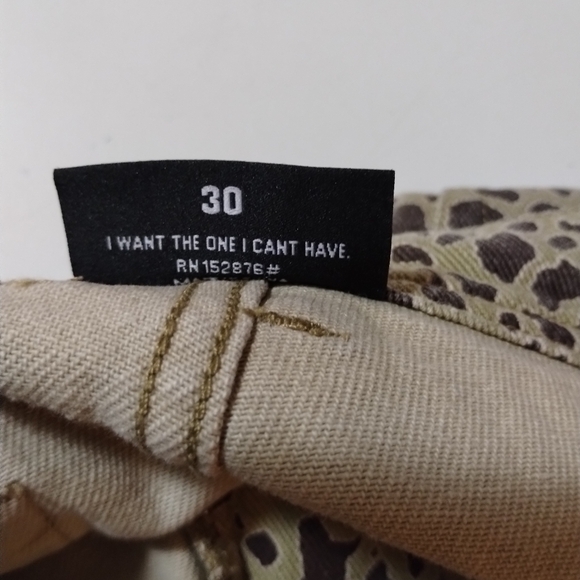 30
I WANT THE ONE I CANT HAVE.
RN152876#